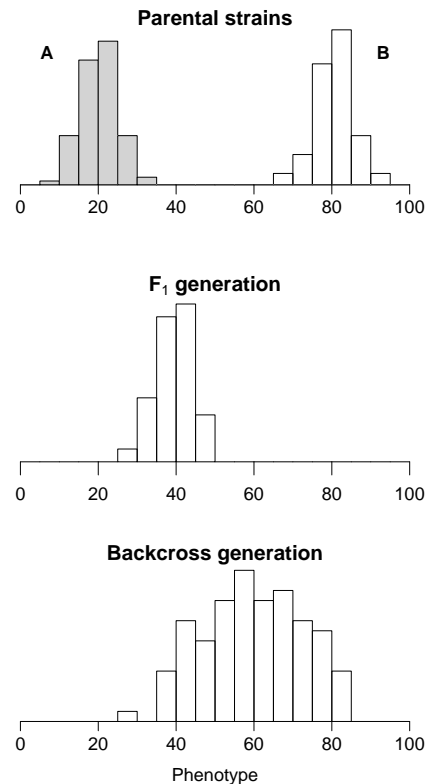 Parental strains
A
B
0 20 40 60 80 100
F₁ generation
0 20 40 60 80 100
Backcross generation
0 20 40 60 80 100
Phenotype